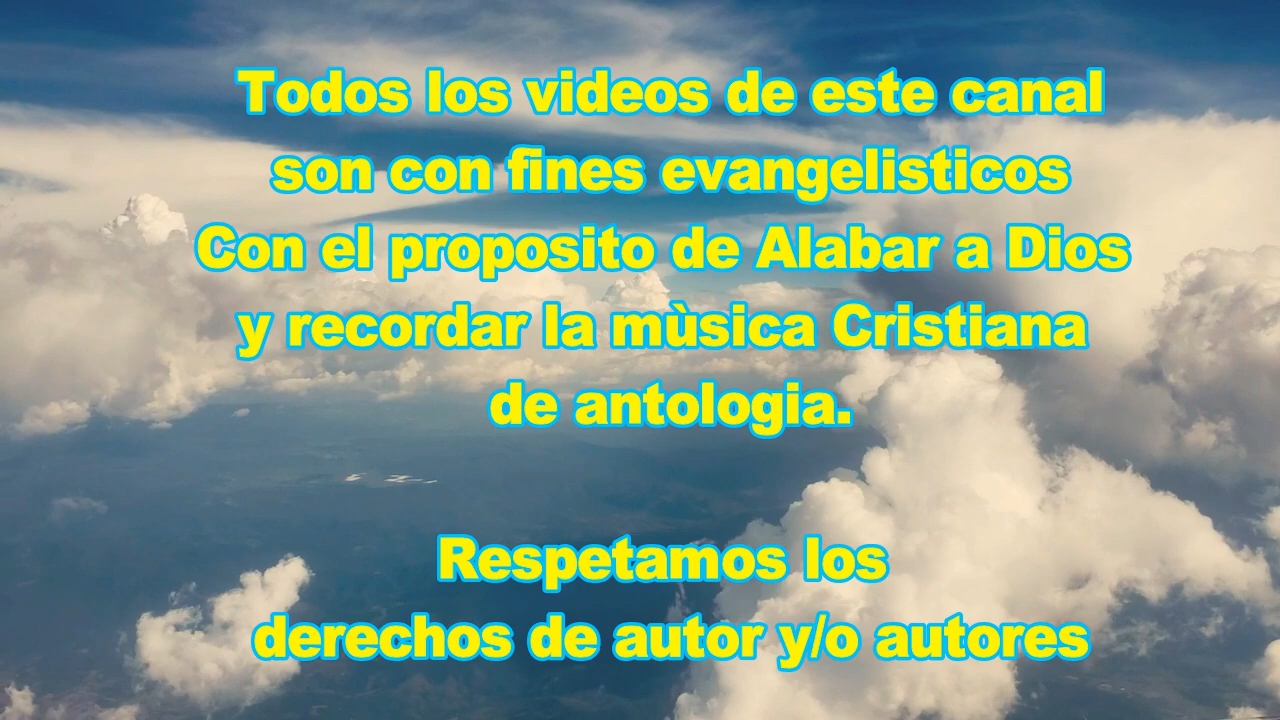 Todos los videos de este canal
son con fines evangelisticos
Con el proposito de Alabar a Dios
y recordar la mùsica Cristiana
de antologia.
Respetamos los
derechos de autor y/o autores